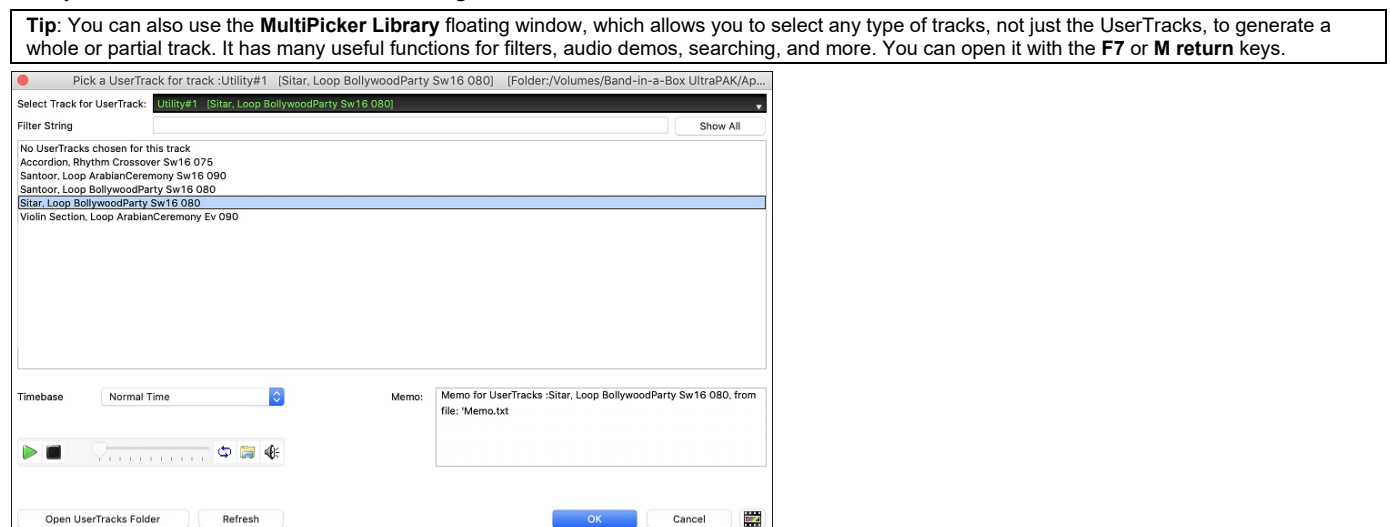 Tip: You can also use the MultiPicker Library floating window, which allows you to select any type of tracks, not just the UserTracks, to generate a
whole or partial track. It has many useful functions for filters, audio demos, searching, and more. You can open it with the F7 or M return keys.
Pick a UserTrack for track :Utility#1 [Sitar, Loop BollywoodParty Sw16 080] [Folder:/Volumes/Band-in-a-Box UltraPAK/Ap...
Select Track for UserTrack: Utility#1 [Sitar, Loop BollywoodParty Sw16 080]
Filter String Show All
No UserTracks chosen for this track
Accordion, Rhythm Crossover Sw16 075
Santoor, Loop ArabianCeremony Sw16 090
Santoor, Loop BollywoodParty Sw16 080
Sitar, Loop BollywoodParty Sw16 080
Violin Section, Loop ArabianCeremony Ev 090
Timebase Normal Time Memo: Memo for UserTracks :Sitar, Loop BollywoodParty Sw16 080, from
file: 'Memo.txt
Open UserTracks Folder Refresh OK Cancel